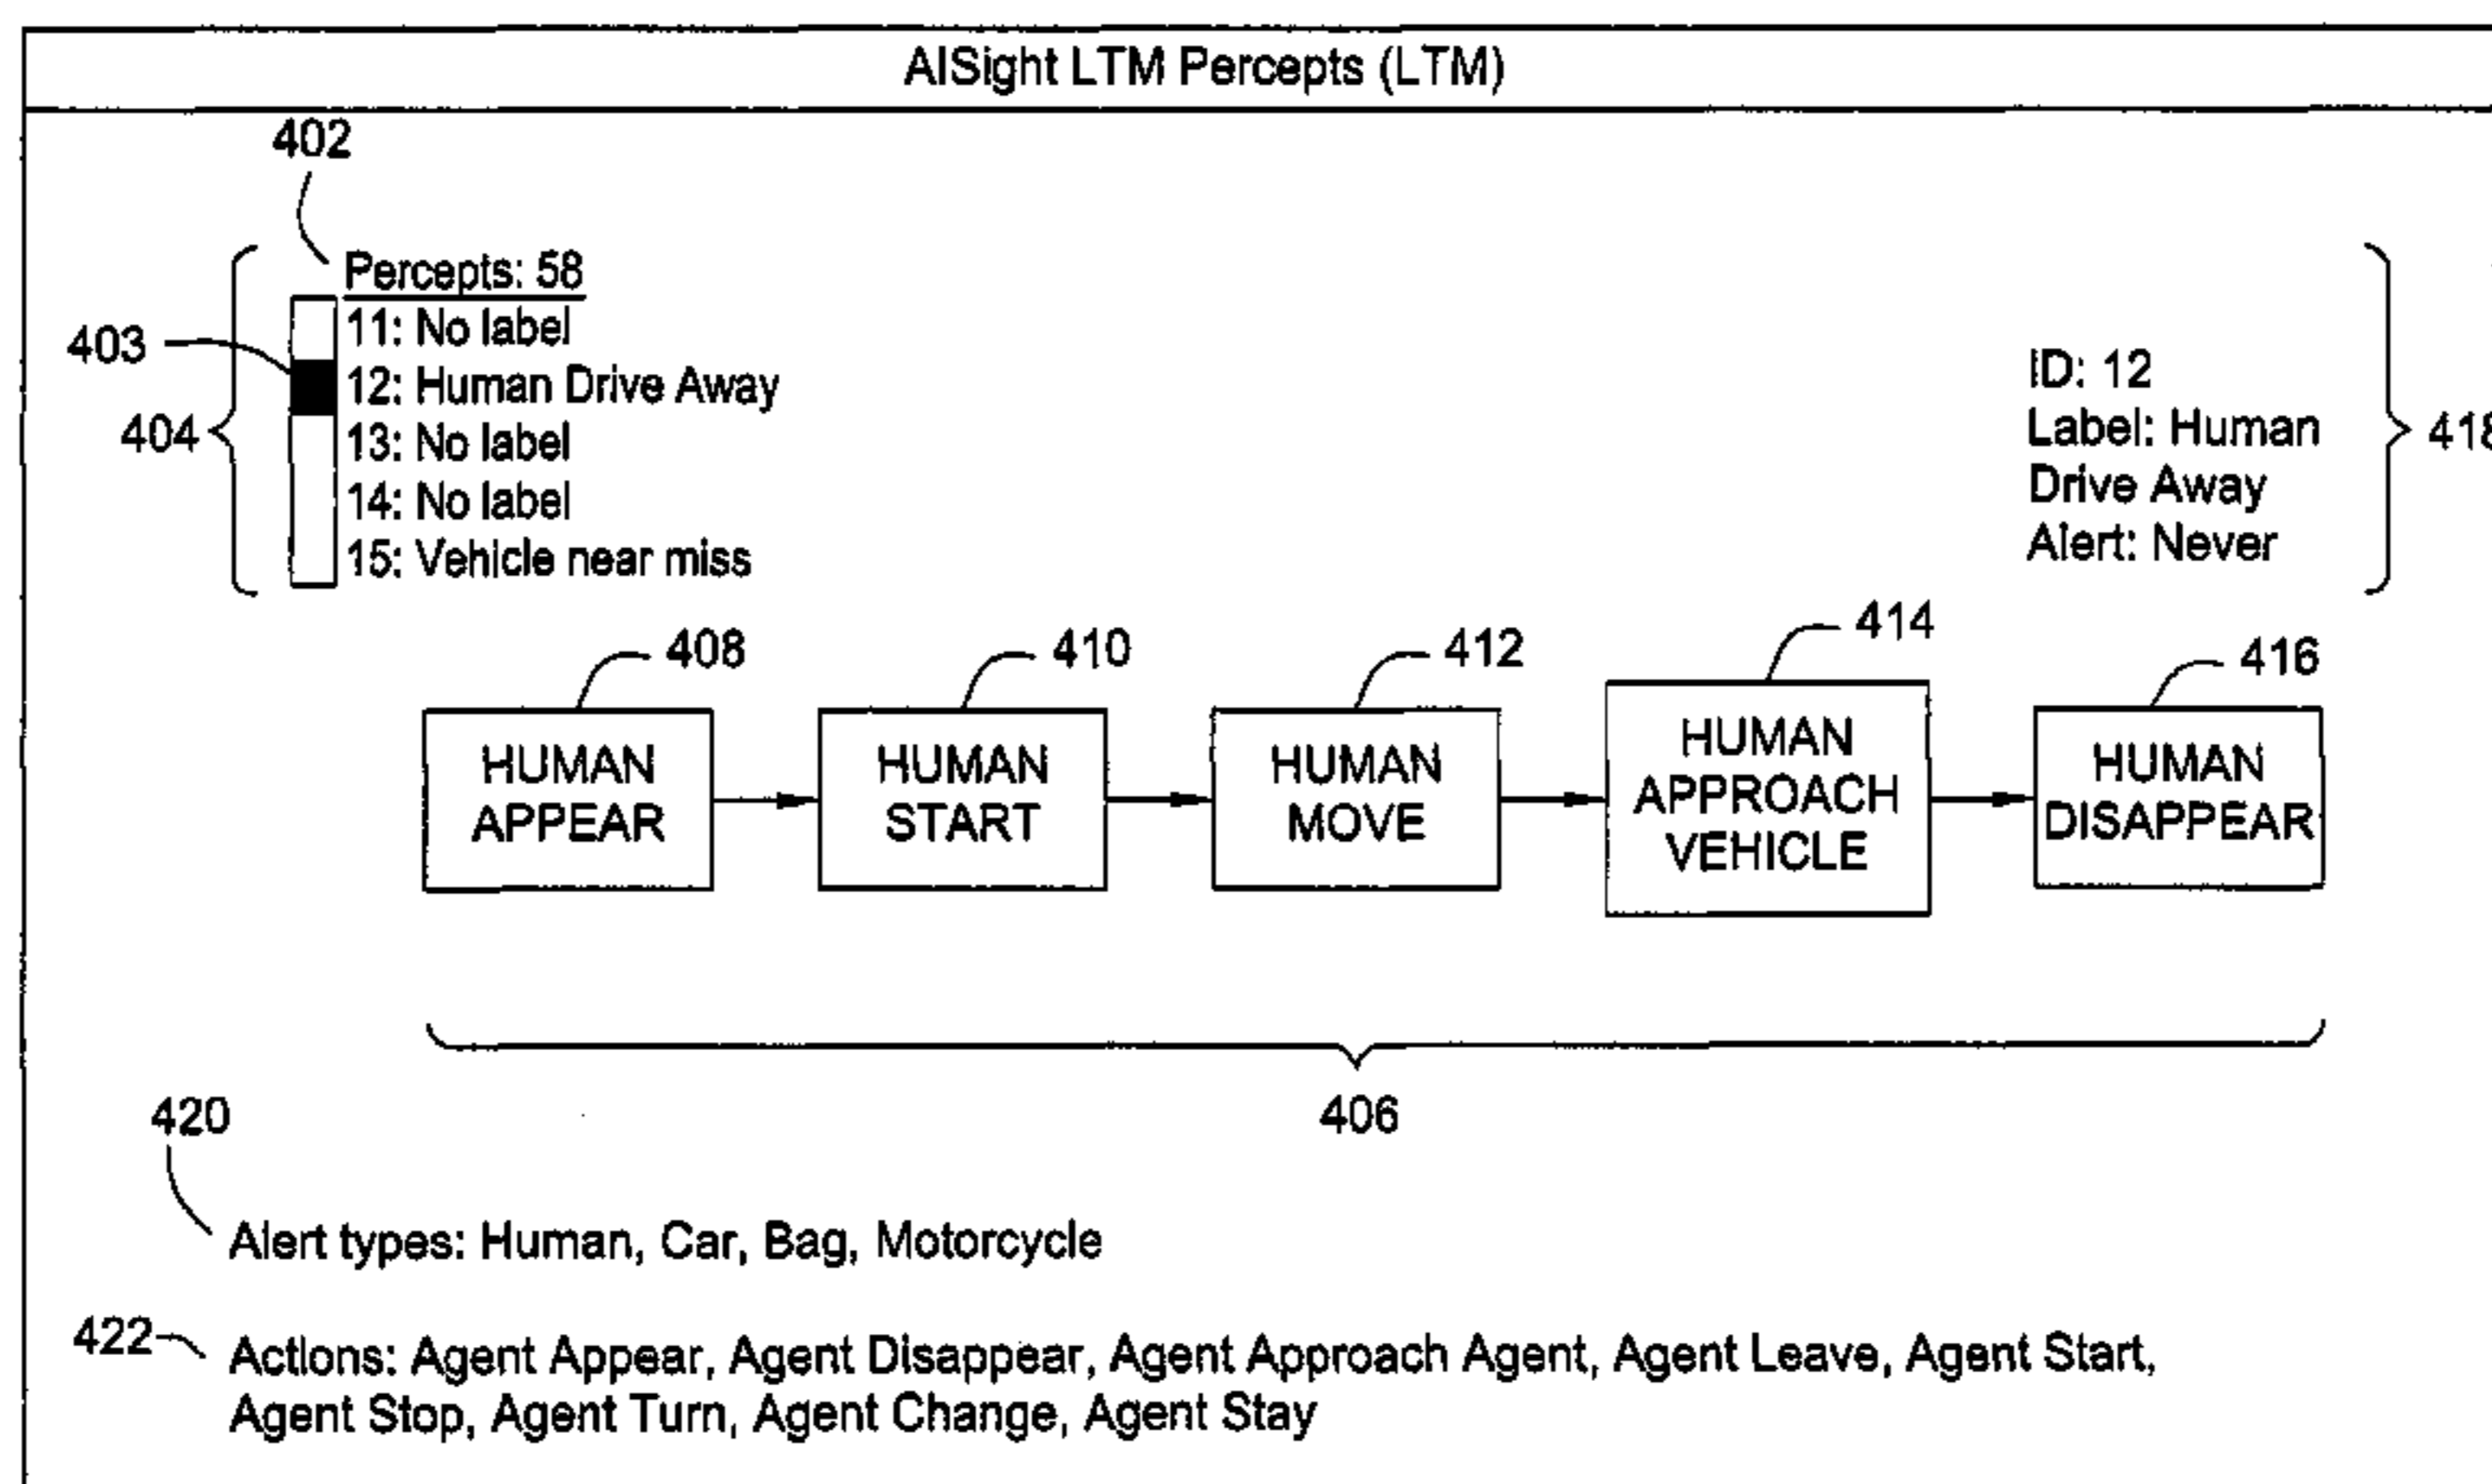 AISight LTM Percepts (LTM)
402
Percepts: 58
11: No label
403
12: Human Drive Away
404
13: No label
14: No label
15: Vehicle near miss
ID: 12
Label: Human
Drive Away
Alert: Never
418
408
410
412
414
416
HUMAN
APPEAR
HUMAN
START
HUMAN
MOVE
HUMAN
APPROACH
VEHICLE
HUMAN
DISAPPEAR
406
420
Alert types: Human, Car, Bag, Motorcycle
422
Actions: Agent Appear, Agent Disappear, Agent Approach Agent, Agent Leave, Agent Start,
Agent Stop, Agent Turn, Agent Change, Agent Stay